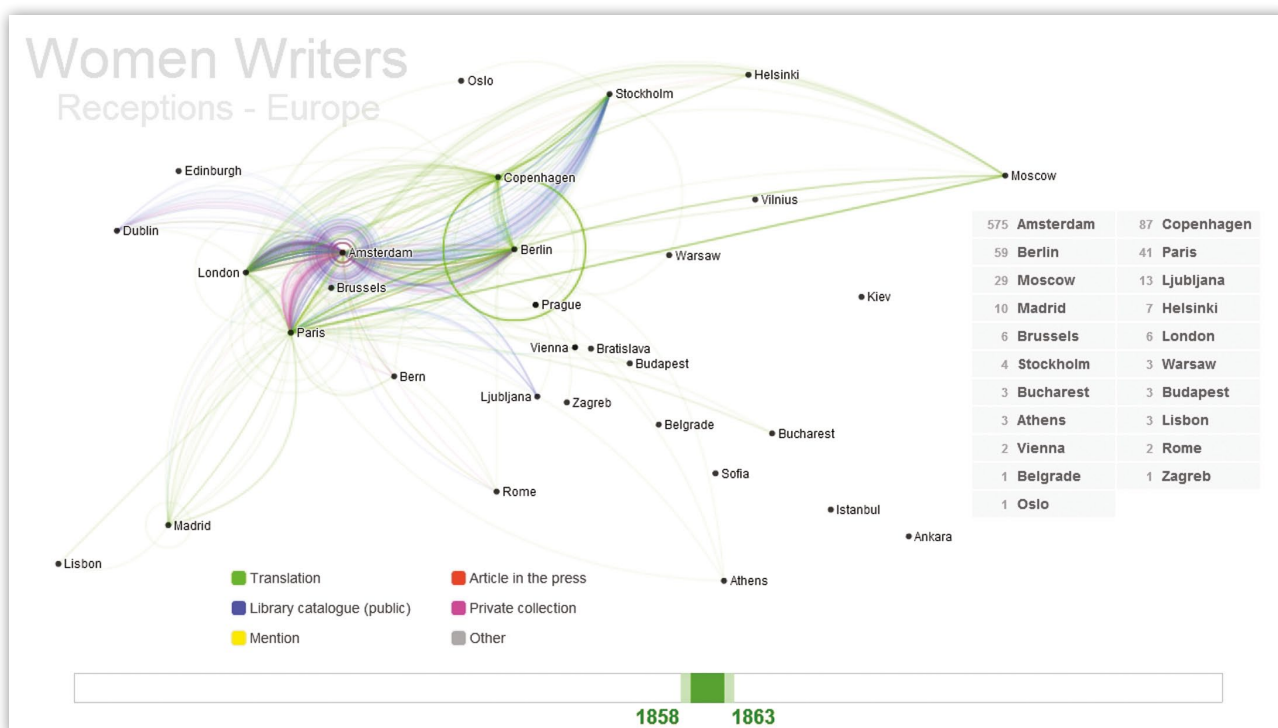 Women Writers
Receptions - Europe
Oslo
Helsinki
Stockholm
Edinburgh
Copenhagen
Moscow
Vilnius
Dublin
Amsterdam
Berlin
Warsaw
London
Brussels
Prague
Kiev
Paris
Vienna
Bratislava
Budapest
Bern
Ljubljana
Zagreb
Belgrade
Bucharest
Sofia
Rome
Istanbul
Madrid
Ankara
Lisbon
Athens
575 Amsterdam 87 Copenhagen
59 Berlin 41 Paris
29 Moscow 13 Ljubljana
10 Madrid 7 Helsinki
6 Brussels 6 London
4 Stockholm 3 Warsaw
3 Bucharest 3 Budapest
3 Athens 3 Lisbon
2 Vienna 2 Rome
1 Belgrade 1 Zagreb
1 Oslo
Translation Article in the press
Library catalogue (public) Private collection
Mention Other
1858 1863